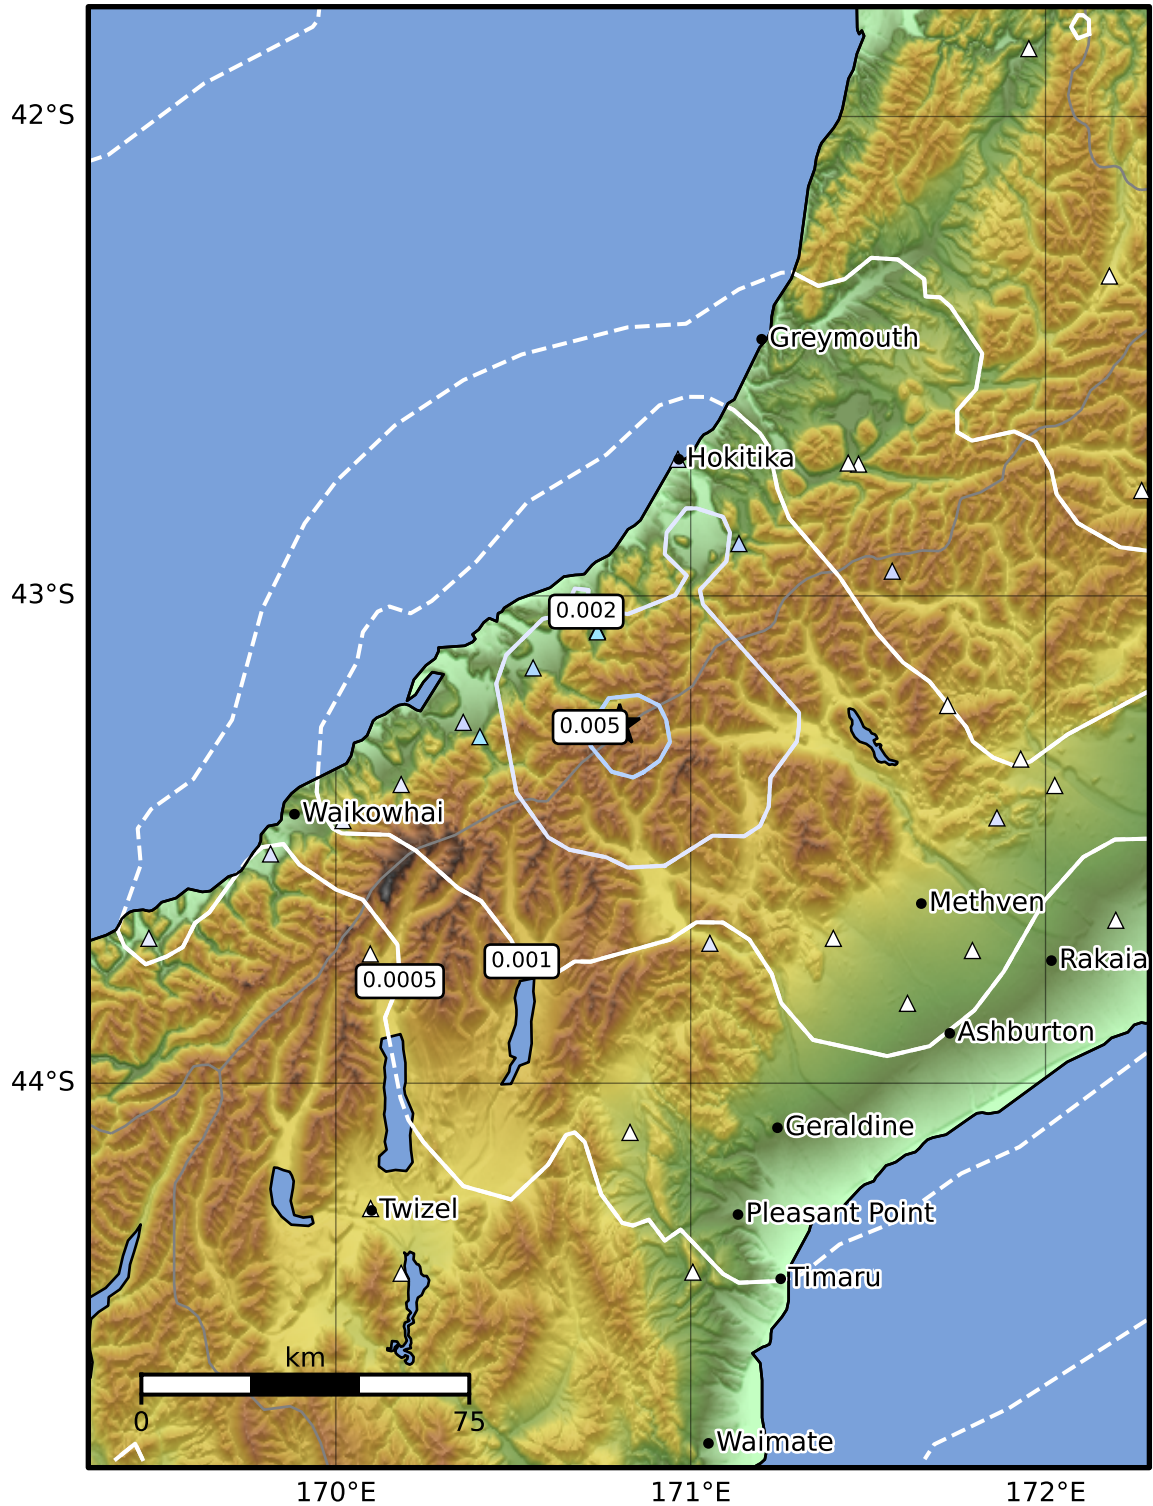 42°S
Greymouth
Hokitika
43°S
0.002
0.005
Waikowhai
Methven
0.001
Rakaia
0.0005
Ashburton
44°S
Geraldine
Twizel
Pleasant Point
Timaru
km
0 75
Waimate
170°E 171°E 172°E